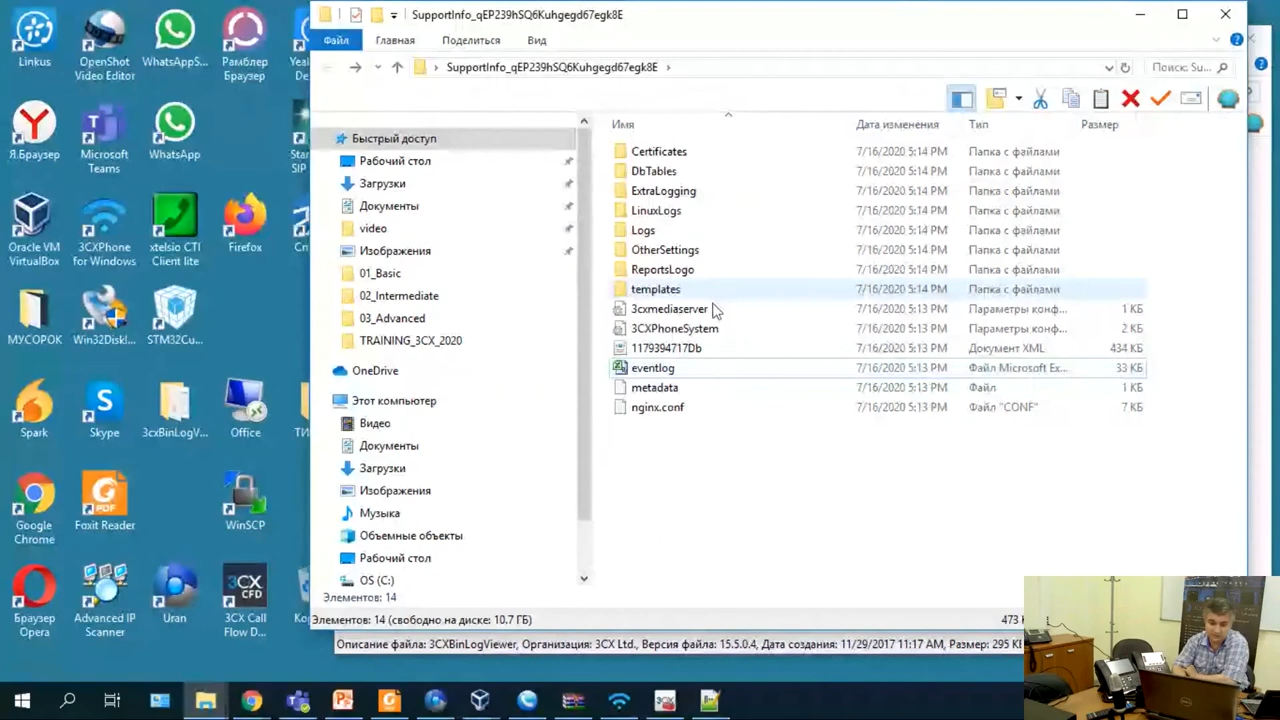 SupportInfo_qEP239hSQ6Kuhgegd67egk8E
Файл Главная Поделиться Вид
SupportInfo_qEP239hSQ6Kuhgegd67egk8E
Поиск: Su...
Имя Дата изменения Тип Размер
Быстрый доступ
Рабочий стол
Загрузки
Документы
video
Изображения
01_Basic
02_Intermediate
03_Advanced
TRAINING_3CX_2020
OneDrive
Этот компьютер
Видео
Документы
Загрузки
Изображения
Музыка
Объемные объекты
Рабочий стол
OS (C:)
Certificates 7/16/2020 5:14 PM Папка с файлами
DbTables 7/16/2020 5:14 PM Папка с файлами
ExtraLogging 7/16/2020 5:14 PM Папка с файлами
LinuxLogs 7/16/2020 5:14 PM Папка с файлами
Logs 7/16/2020 5:14 PM Папка с файлами
OtherSettings 7/16/2020 5:14 PM Папка с файлами
ReportsLogo 7/16/2020 5:14 PM Папка с файлами
templates 7/16/2020 5:14 PM Папка с файлами
3cxmediaserver 7/16/2020 5:13 PM Параметры конф... 1 КБ
3CXPhoneSystem 7/16/2020 5:13 PM Параметры конф... 2 КБ
1179394717Db 7/16/2020 5:13 PM Документ XML 434 КБ
eventlog 7/16/2020 5:13 PM Файл Microsoft Ex... 33 КБ
metadata 7/16/2020 5:13 PM Файл 1 КБ
nginx.conf 7/16/2020 5:13 PM Файл "CONF" 7 КБ
Элементов: 14
Элементов: 14 (свободно на диске: 10.7 ГБ) 473
Описание файла: 3CXBinLogViewer, Организация: 3CX Ltd., Версия файла: 15.5.0.4, Дата создания: 11/29/2017 11:17 AM, Размер: 295 КБ
Linkus
OpenShot Video Editor
WhatsAppS...
Рамблер Браузер
Я.Браузер
Microsoft Teams
WhatsApp
Oracle VM VirtualBox
3CXPhone for Windows
xtelsio CTI Client lite
Firefox
МУСОРОК
Win32Diskl...
STM32Cu...
Spark
Skype
3cxBinLogV...
Office
Google Chrome
Foxit Reader
PDF
WinSCP
Браузер Opera
Advanced IP Scanner
Uran
3CX CFD
3CX Call Flow D...